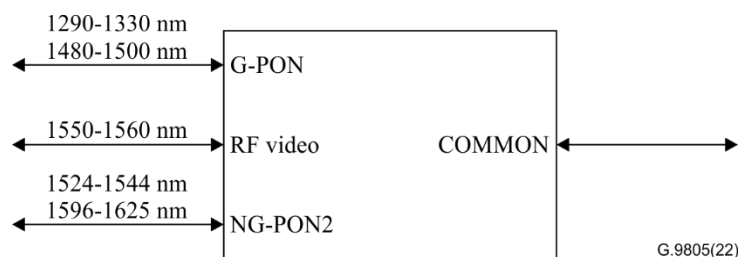 1290-1330 nm
1480-1500 nm
G-PON
1550-1560 nm
RF video
COMMON
1524-1544 nm
1596-1625 nm
NG-PON2
G.9805(22)